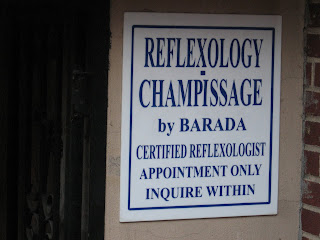 REFLEXOLOGY
-
CHAMPISSAGE
by BARADA
CERTIFIED REFLEXOLOGIST
APPOINTMENT ONLY
INQUIRE WITHIN